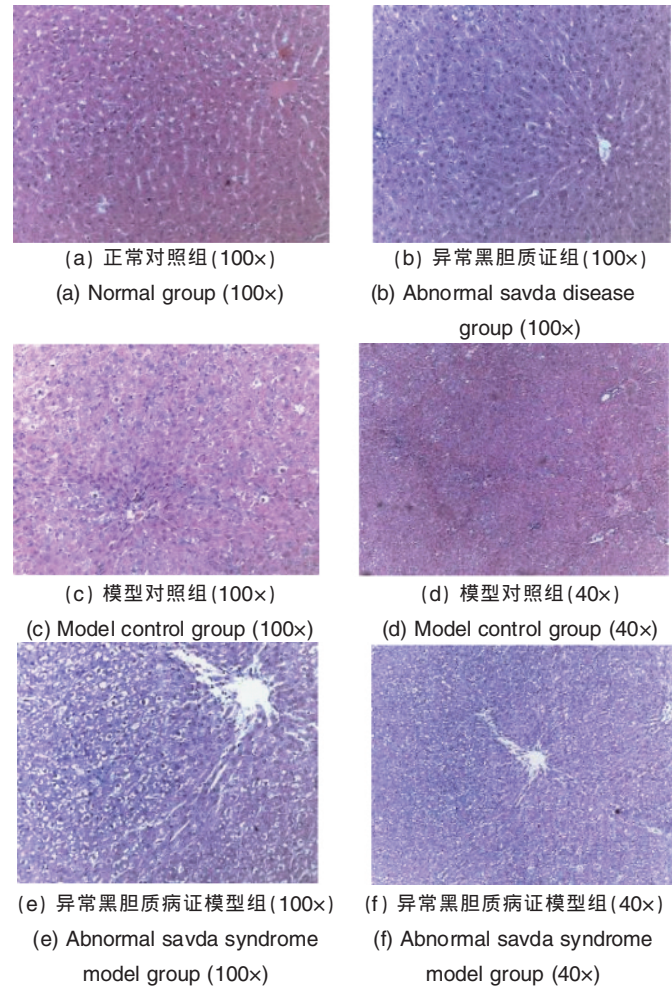 (a) 正常对照组(100×)
(a) Normal group (100×)
(b) 异常黑胆质证组(100×)
(b) Abnormal savda disease
group (100×)
(c) 模型对照组(100×)
(c) Model control group (100×)
(d) 模型对照组(40×)
(d) Model control group (40×)
(e) 异常黑胆质病证模型组(100×)
(e) Abnormal savda syndrome
model group (100×)
(f) 异常黑胆质病证模型组(40×)
(f) Abnormal savda syndrome
model group (40×)